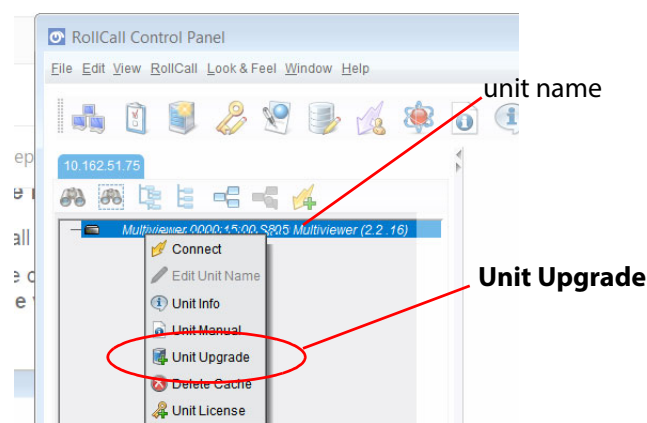 RollCall Control Panel
File Edit View RollCall Look & Feel Window Help
unit name
ep
10.162.51.75
all
Multiviewer 0000:15:00 S805 Multiviewer (2.2.16)
Connect
Edit Unit Name
Unit Info
Unit Upgrade
Unit Manual
Unit Upgrade
Delete Cache
Unit License